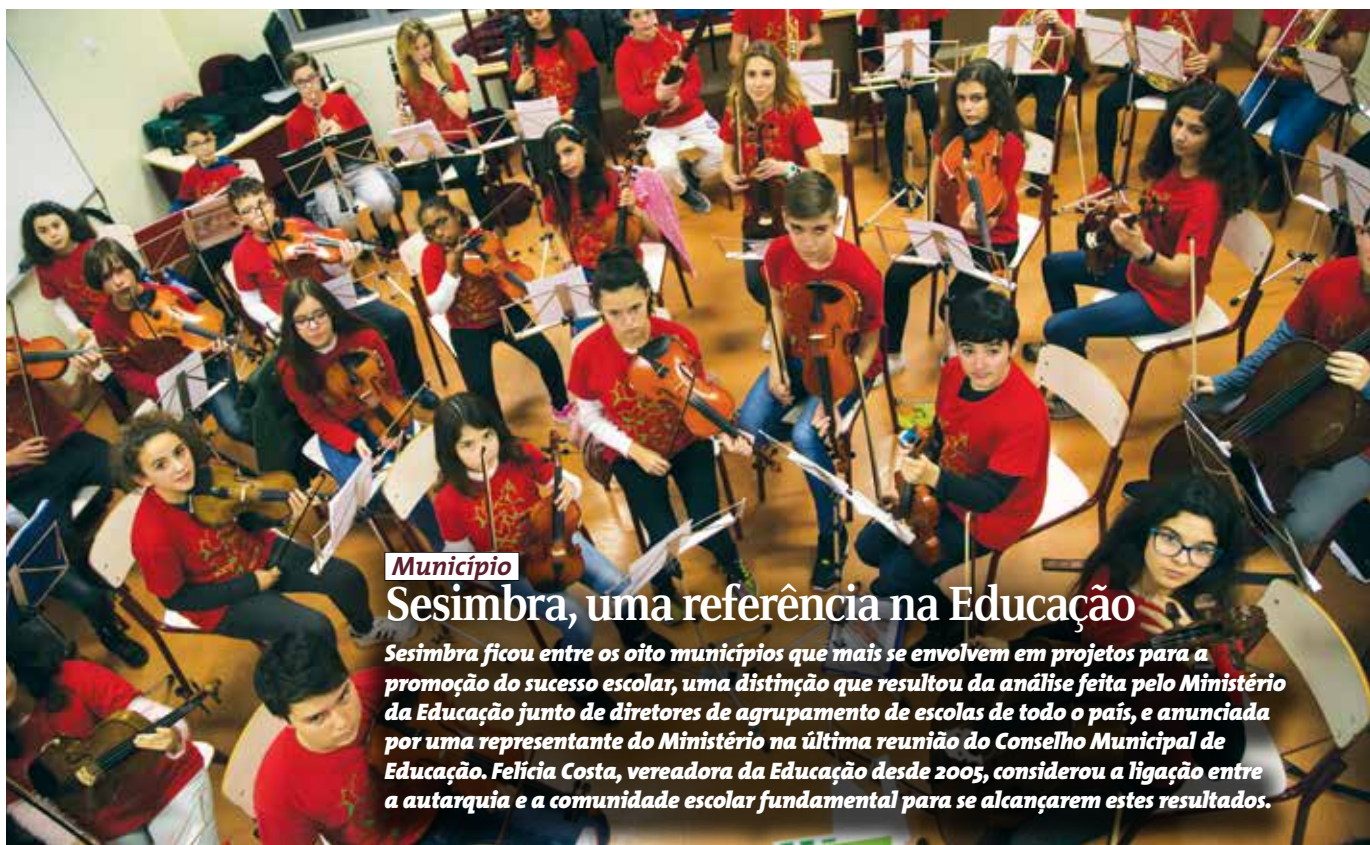 Município
Sesimbra, uma referência na Educação
Sesimbra ficou entre os oito municípios que mais se envolvem em projetos para a
promoção do sucesso escolar, uma distinção que resultou da análise feita pelo Ministério
da Educação junto de diretores de agrupamento de escolas de todo o país, e anunciada
por uma representante do Ministério na última reunião do Conselho Municipal de
Educação. Felícia Costa, vereadora da Educação desde 2005, considerou a ligação entre
a autarquia e a comunidade escolar fundamental para se alcançarem estes resultados.